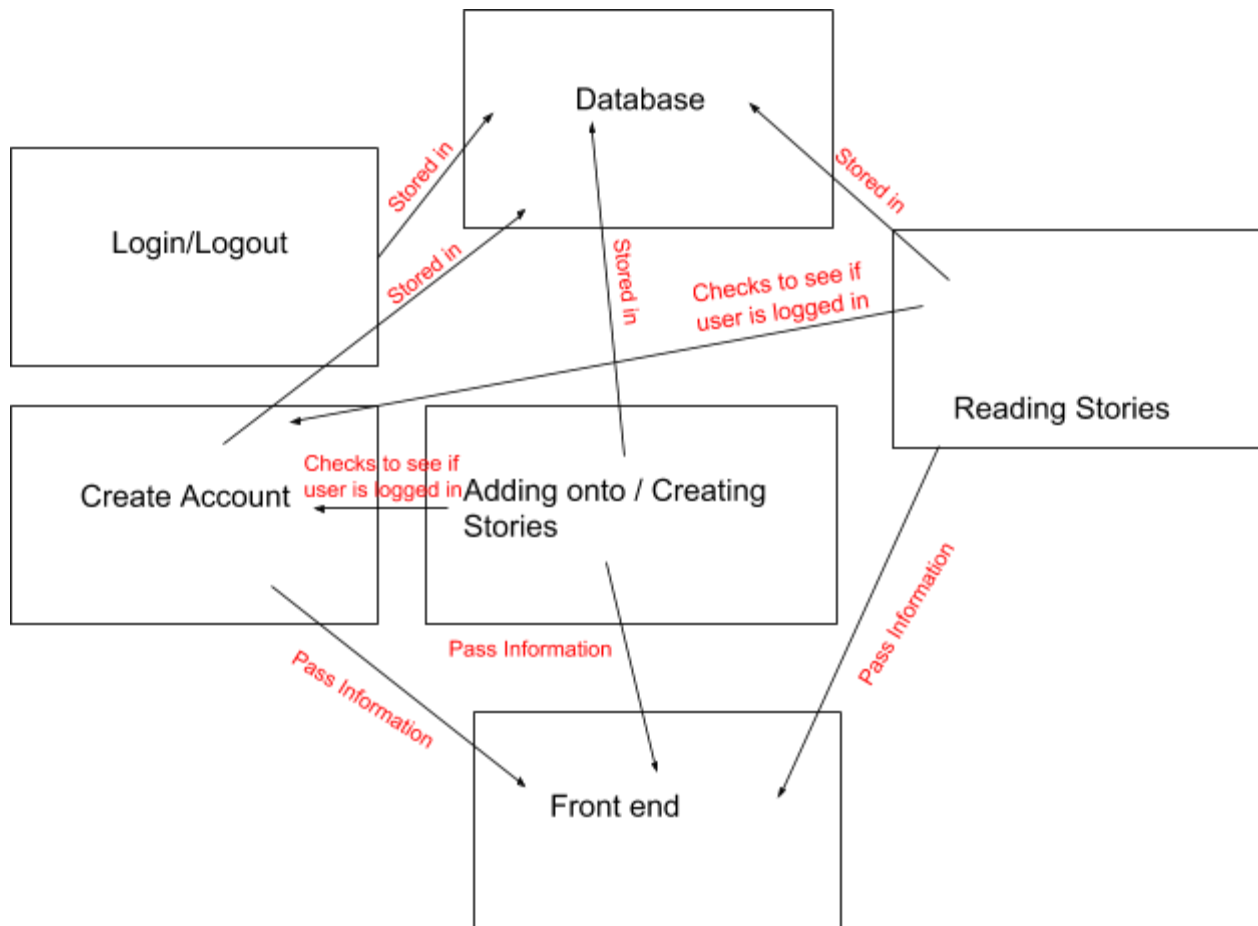 Database
Stored in
Stored in
Login/Logout
Stored in
Stored in
Checks to see if
user is logged in
Reading Stories
Checks to see if
user is logged in
Create Account
Adding onto / Creating
Stories
Pass Information
Pass Information
Pass Information
Front end